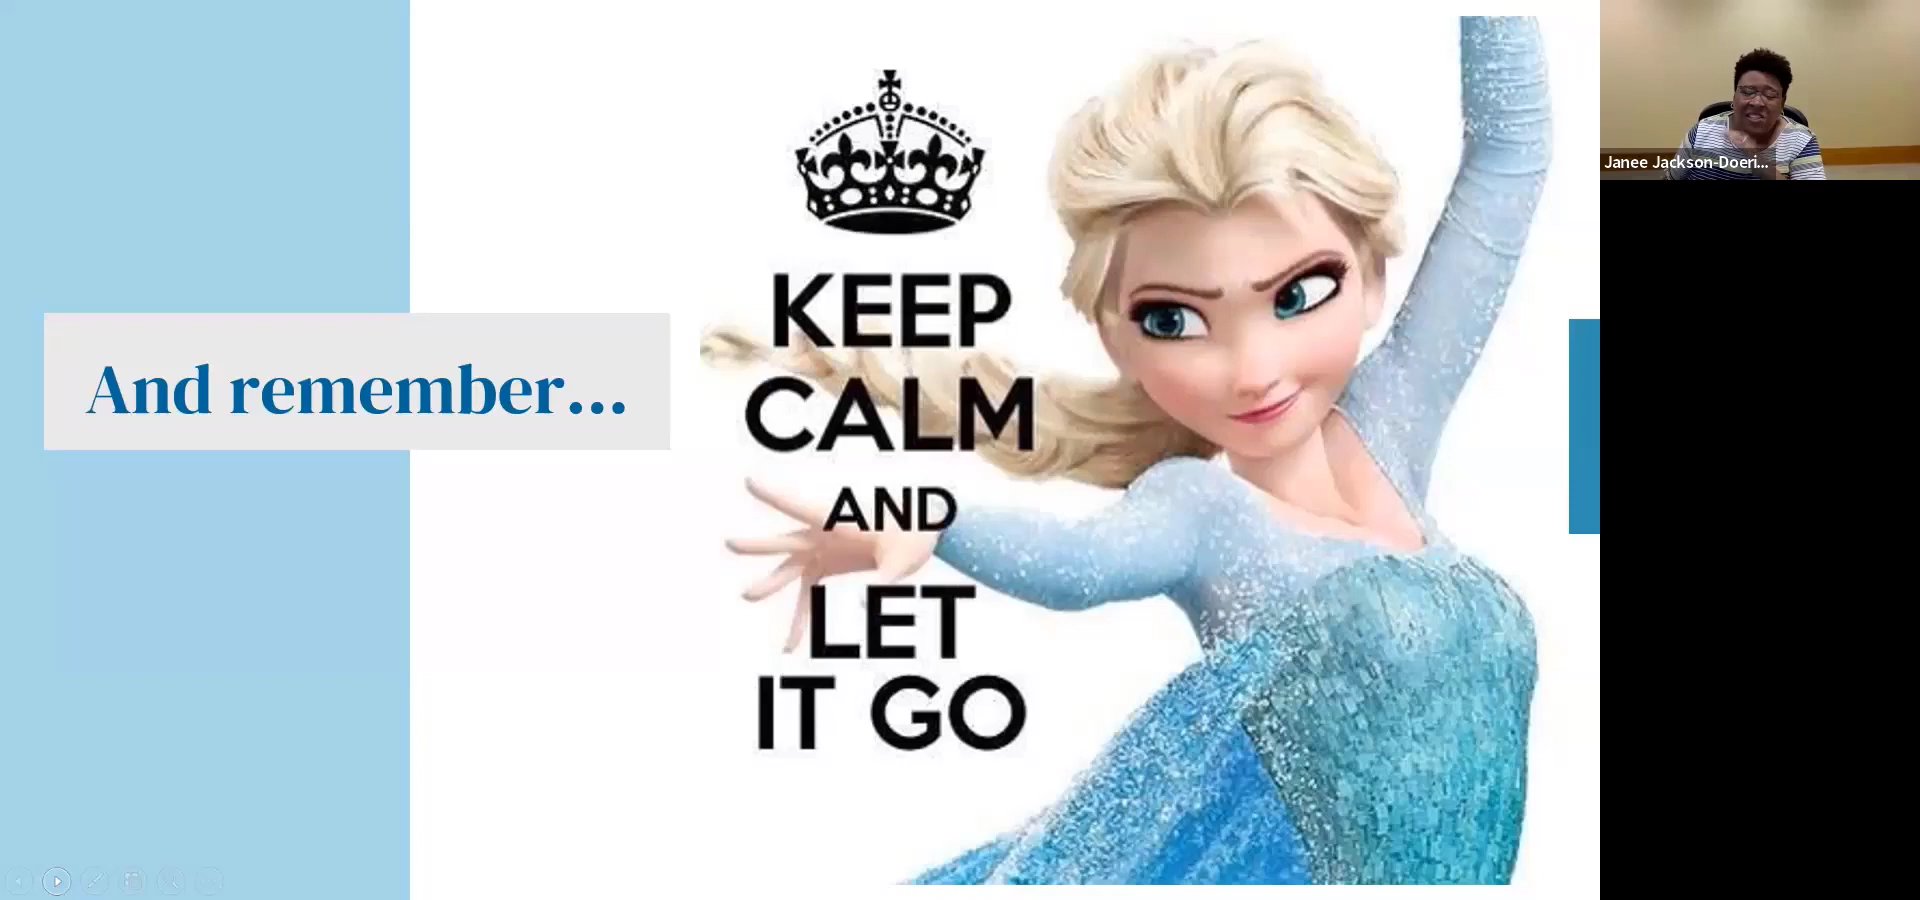 And remember...
KEEP
CALM
AND
LET
IT GO
Janee Jackson-Doeri...